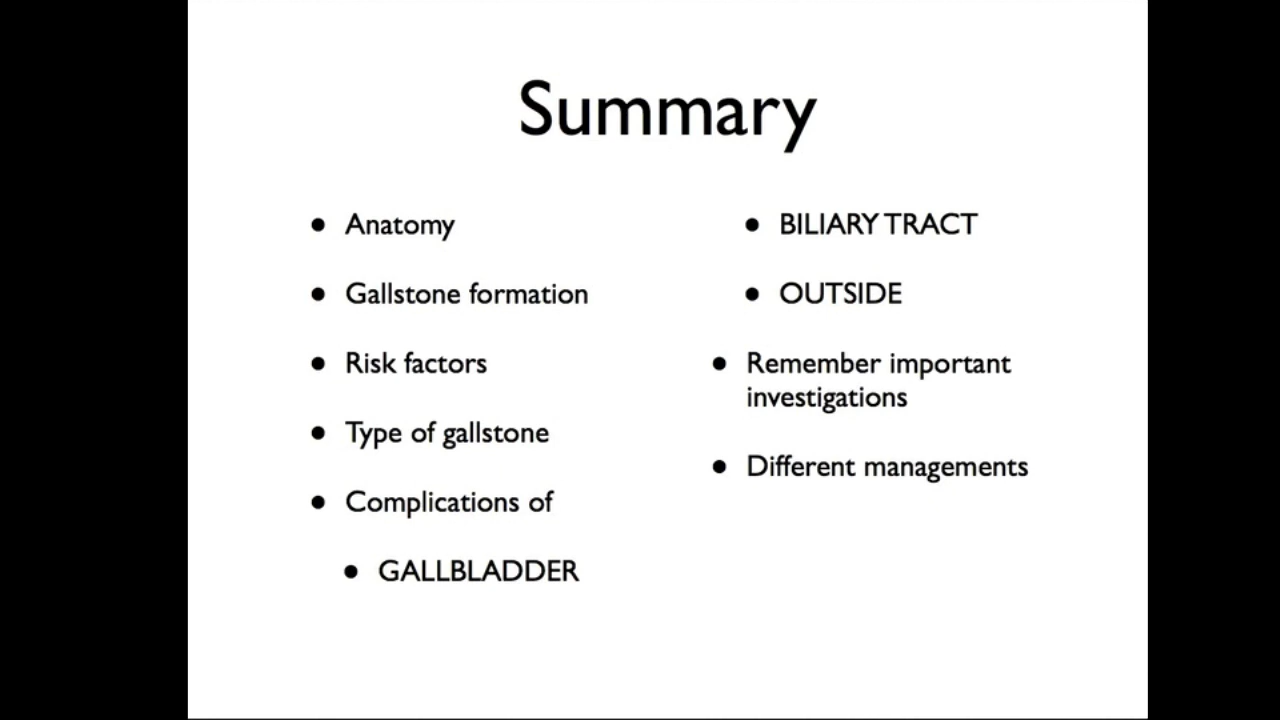 Summary
• Anatomy
• Gallstone formation
• Risk factors
• Type of gallstone
• Complications of
• GALLBLADDER
• BILIARY TRACT
• OUTSIDE
• Remember important
investigations
• Different managements